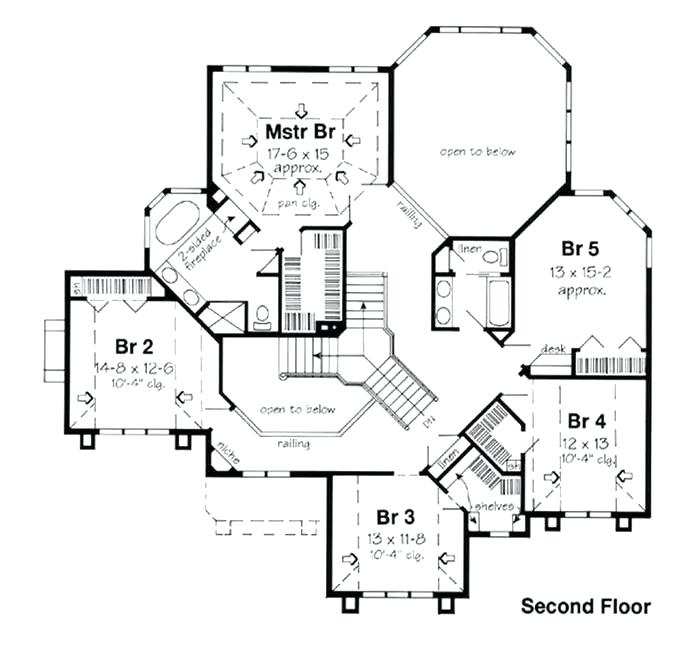 Mstr Br
17-6 x 15
approx.
pan clg.
open to below
railing
2-sided
fireplace
linen
Br 5
13 x 15-2
approx.
sh
Br 2
14-8 x 12-6
10'-4" clg.
desk
open to below
railing
DN
niche
linen
sh
shelves
Br 4
12 x 13
10'-4" clg.
Br 3
13 x 11-8
10'-4" clg.
Second Floor